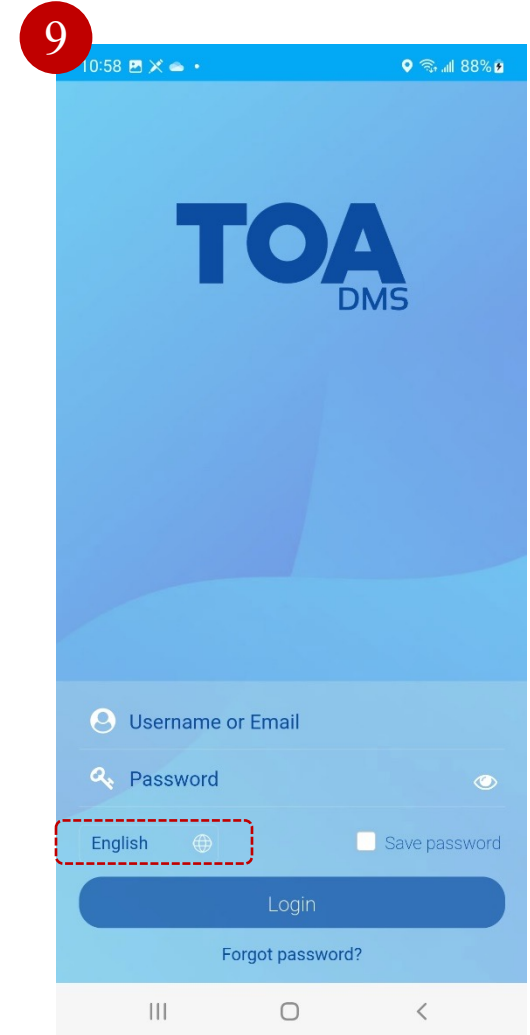 9
10:58 88%
TOA
DMS
Username or Email
Password
English Save password
Login
Forgot password?